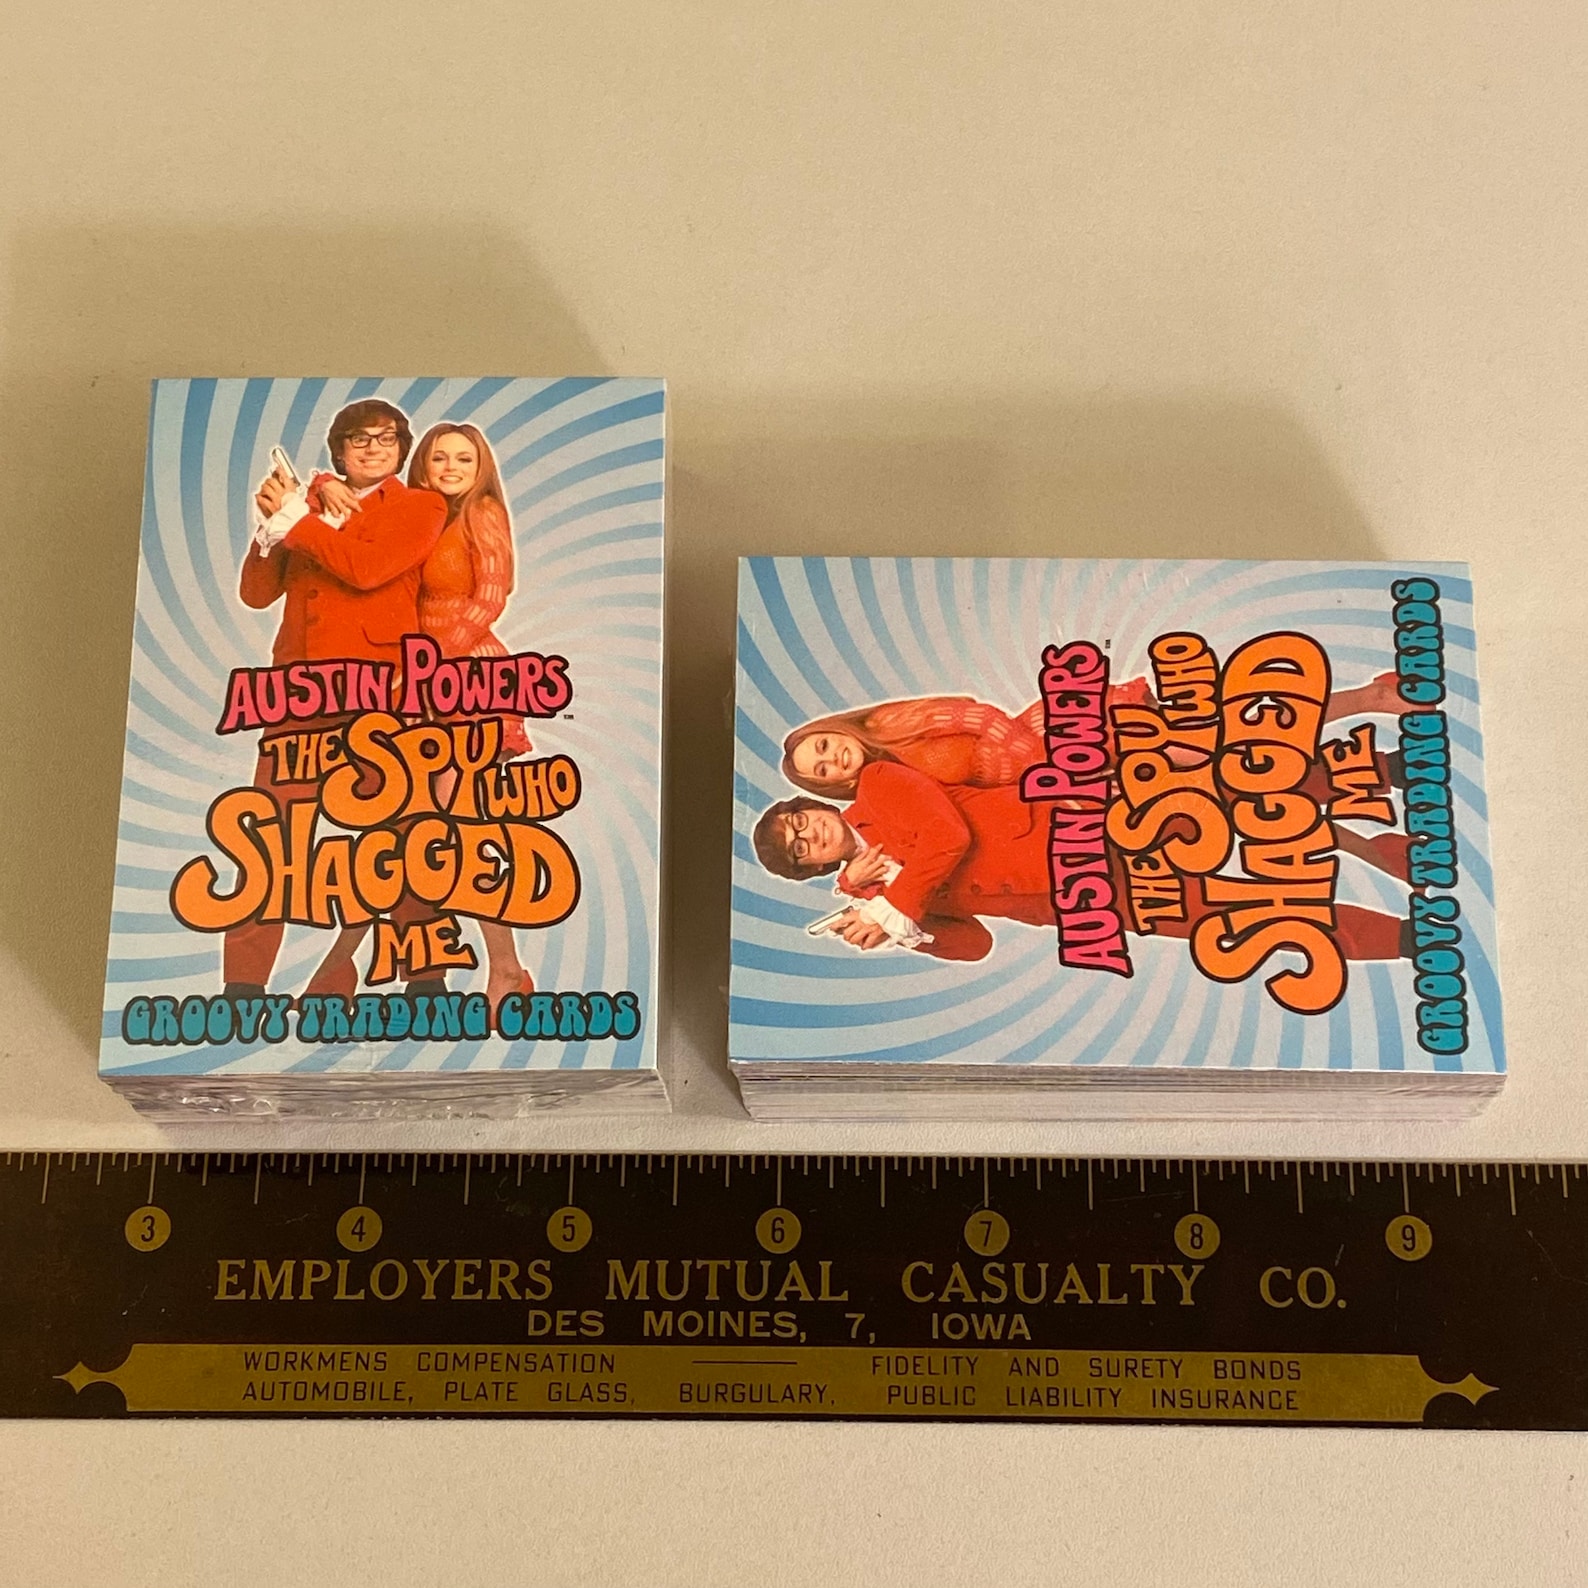 AUSTIN POWERS
TM
THE SPY WHO
SHAGGED
ME
GROOVY TRADING CARDS
AUSTIN POWERS
TM
THE SPY WHO
SHAGGED
ME
GROOVY TRADING CARDS
3 4 5 6 7 8 9
EMPLOYERS MUTUAL CASUALTY CO.
DES MOINES, 7, IOWA
WORKMENS COMPENSATION — FIDELITY AND SURETY BONDS
AUTOMOBILE, PLATE GLASS, BURGULARY, PUBLIC LIABILITY INSURANCE